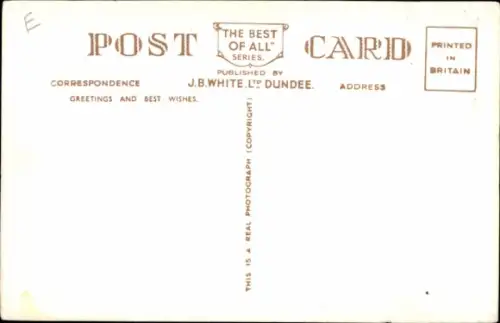 E
POST CARD
THE BEST
OF ALL
SERIES.
PUBLISHED BY
J.B. WHITE. LTD DUNDEE.
PRINTED
IN
BRITAIN
CORRESPONDENCE
ADDRESS
GREETINGS AND BEST WISHES.
THIS IS A REAL PHOTOGRAPH (COPYRIGHT)